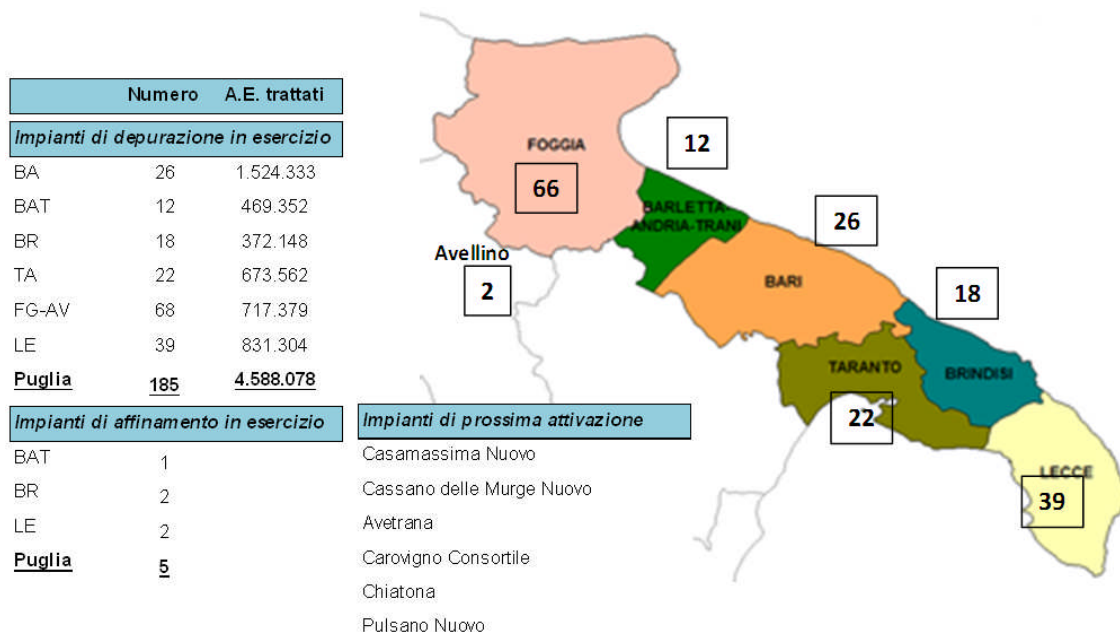 Numero A.E. trattati
Impianti di depurazione in esercizio
BA 26 1.524.333
BAT 12 469.352
BR 18 372.148
TA 22 673.562
FG-AV 68 717.379
LE 39 831.304
Puglia 185 4.588.078
Impianti di affinamento in esercizio
BAT 1
BR 2
LE 2
Puglia 5
Impianti di prossima attivazione
Casamassima Nuovo
Cassano delle Murge Nuovo
Avetrana
Carovigno Consortile
Chiatona
Pulsano Nuovo
FOGGIA
66
12
BARLETTA-
ANDRIA-TRANI
Avellino
2
26
BARI
18
TARANTO
22
BRINDISI
LECCE
39